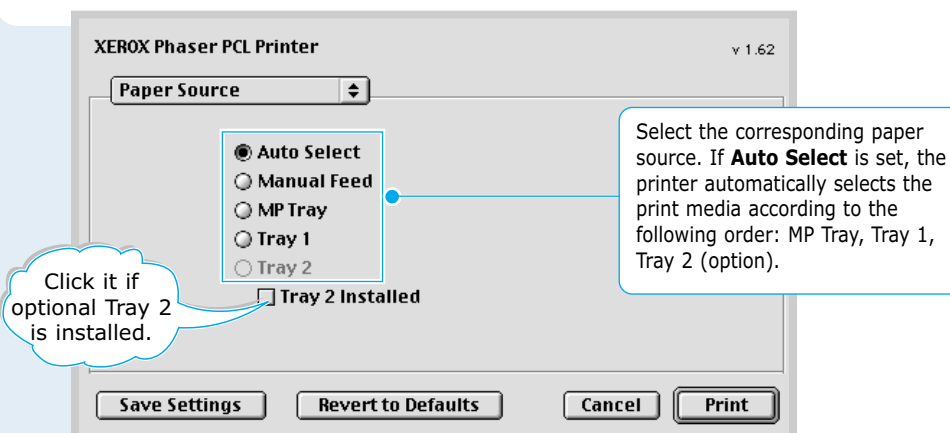 XEROX Phaser PCL Printer
v 1.62
Paper Source
Auto Select
Manual Feed
MP Tray
Tray 1
Tray 2
Tray 2 Installed
Select the corresponding paper
source. If Auto Select is set, the
printer automatically selects the
print media according to the
following order: MP Tray, Tray 1,
Tray 2 (option).
Click it if
optional Tray 2
is installed.
Save Settings
Revert to Defaults
Cancel
Print